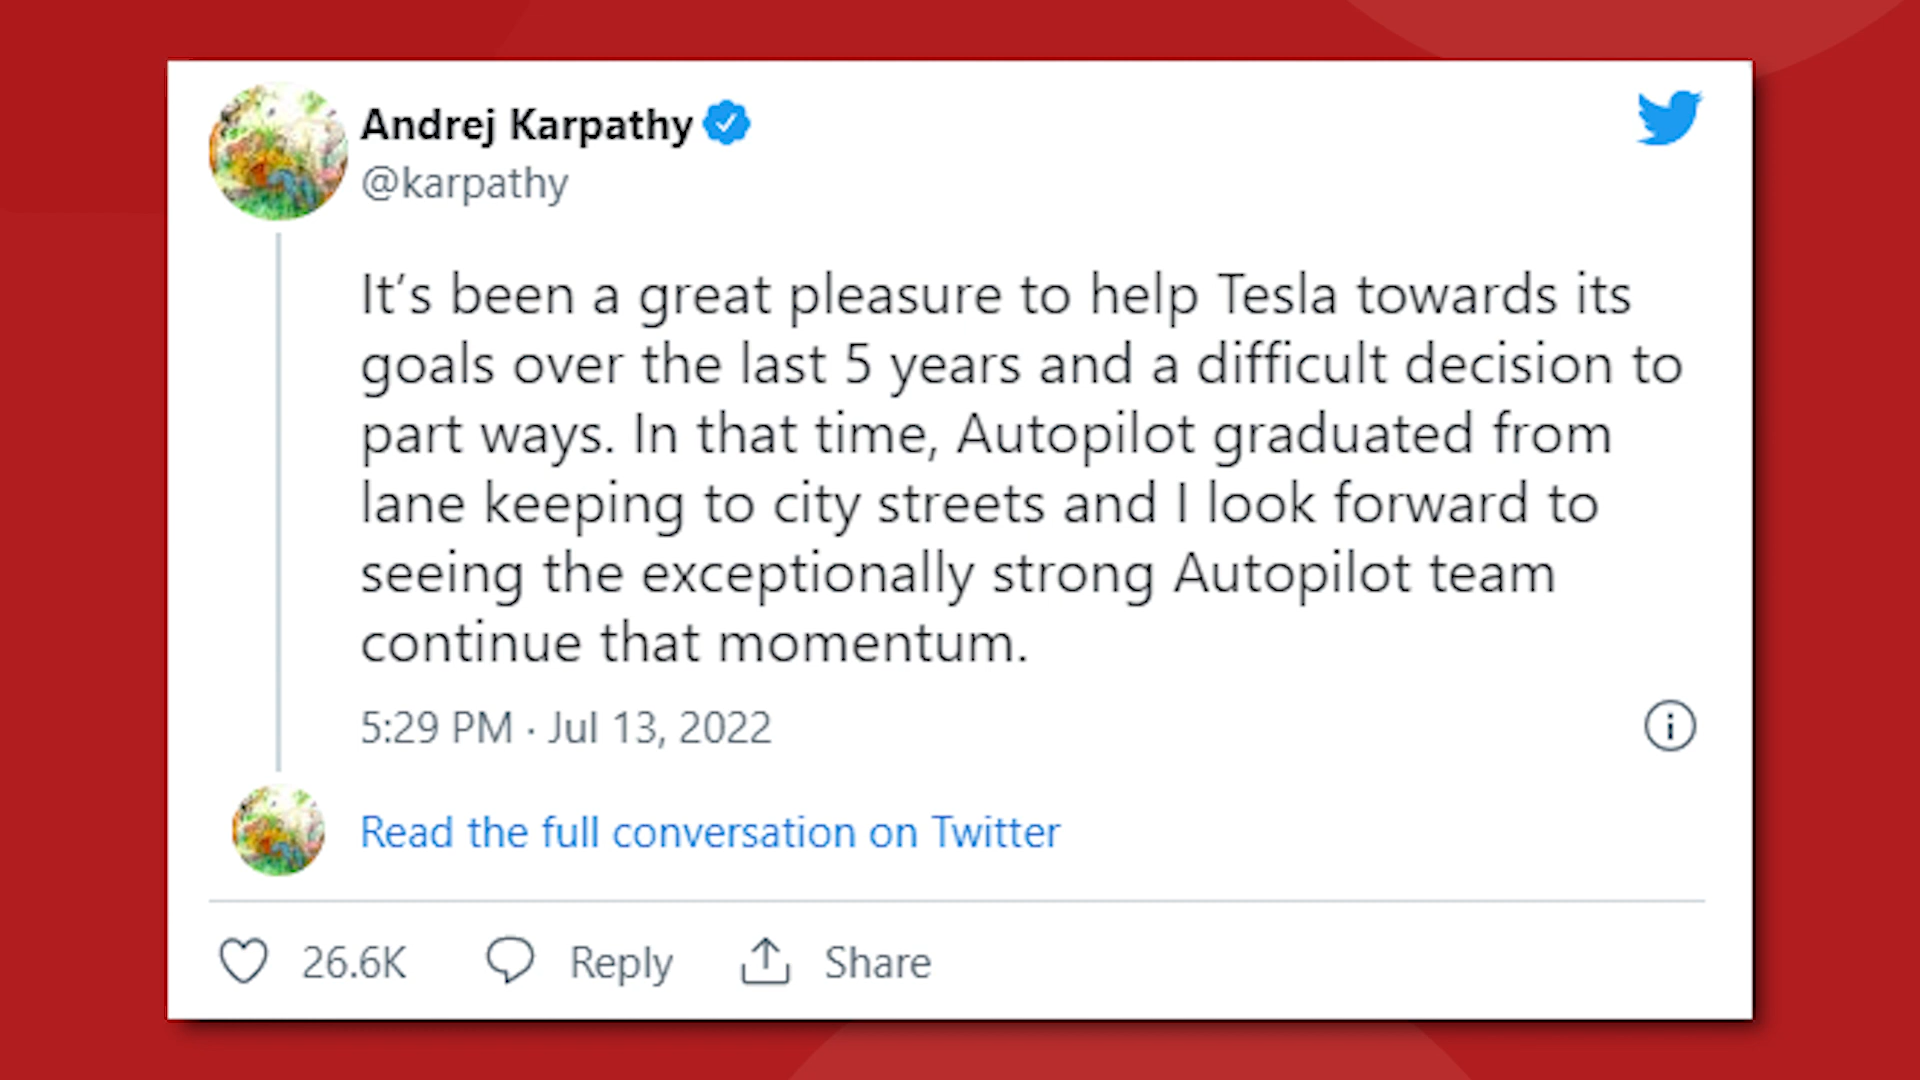 Andrej Karpathy
@karpathy
It’s been a great pleasure to help Tesla towards its
goals over the last 5 years and a difficult decision to
part ways. In that time, Autopilot graduated from
lane keeping to city streets and I look forward to
seeing the exceptionally strong Autopilot team
continue that momentum.
5:29 PM · Jul 13, 2022
Read the full conversation on Twitter
26.6K Reply Share